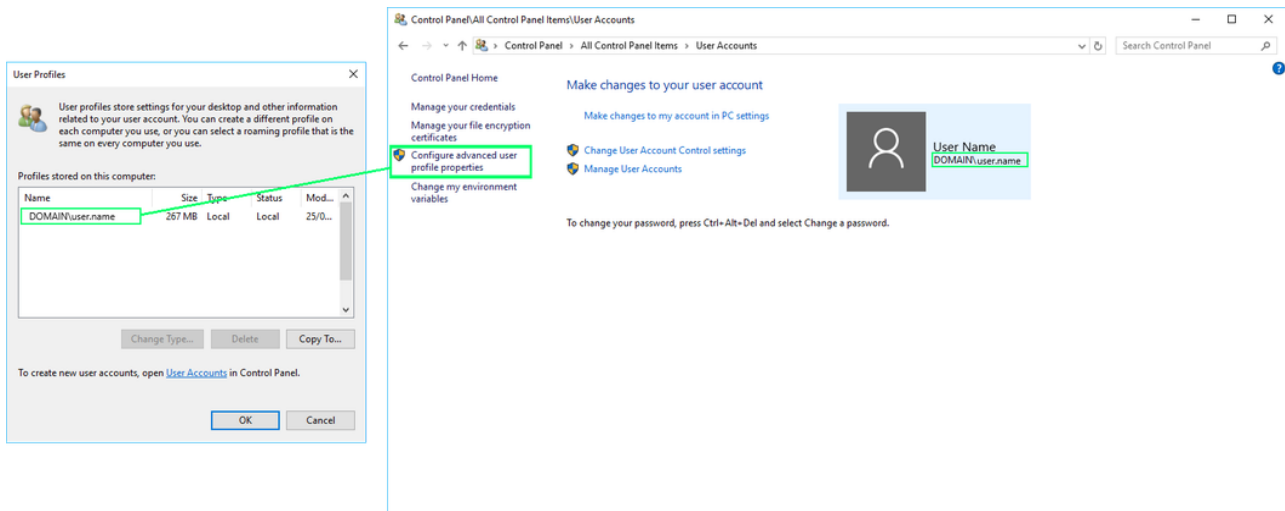 User Profiles
User profiles store settings for your desktop and other information
related to your user account. You can create a different profile on
each computer you use, or you can select a roaming profile that is the
same on every computer you use.
Profiles stored on this computer:
Name Size Type Status Mod...
DOMAIN\user.name 267 MB Local Local 25/0...
Change Type... Delete Copy To...
To create new user accounts, open User Accounts in Control Panel.
OK Cancel
Control Panel\All Control Panel Items\User Accounts
Control Panel > All Control Panel Items > User Accounts
Search Control Panel
Control Panel Home
Manage your credentials
Manage your file encryption
certificates
Configure advanced user
profile properties
Change my environment
variables
Make changes to your user account
Make changes to my account in PC settings
Change User Account Control settings
Manage User Accounts
User Name
DOMAIN\user.name
To change your password, press Ctrl+Alt+Del and select Change a password.